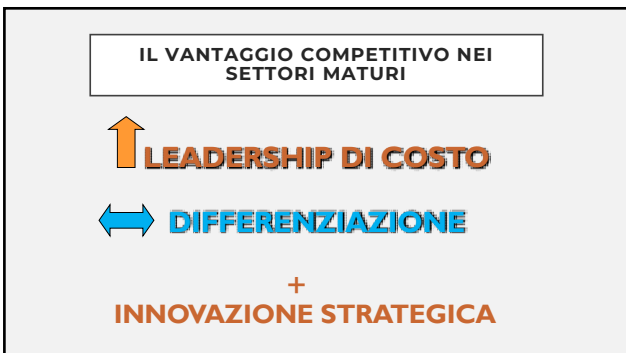 IL VANTAGGIO COMPETITIVO NEI
SETTORI MATURI
LEADERSHIP DI COSTO
DIFFERENZIAZIONE
+
INNOVAZIONE STRATEGICA